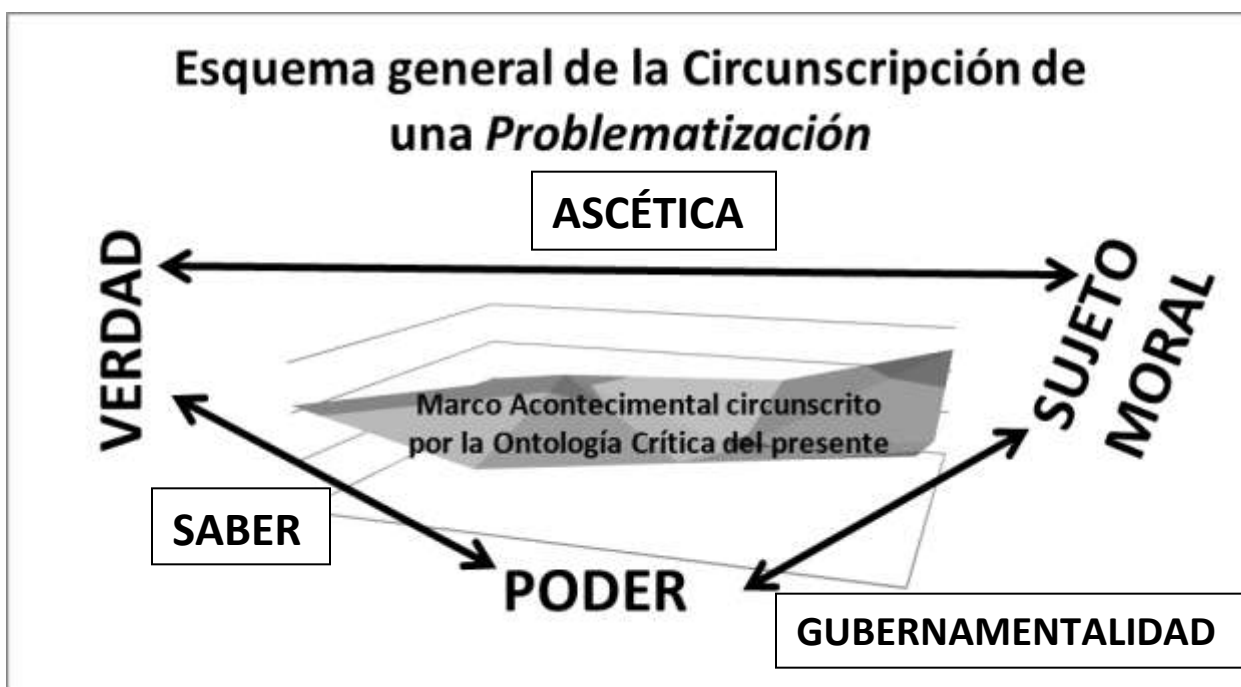 Esquema general de la Circunscripción de
una Problematización
ASCÉTICA
VERDAD
SUJETO
MORAL
Marco Acontecimental circunscrito
por la Ontología Crítica del presente
SABER
PODER
GUBERNAMENTALIDAD